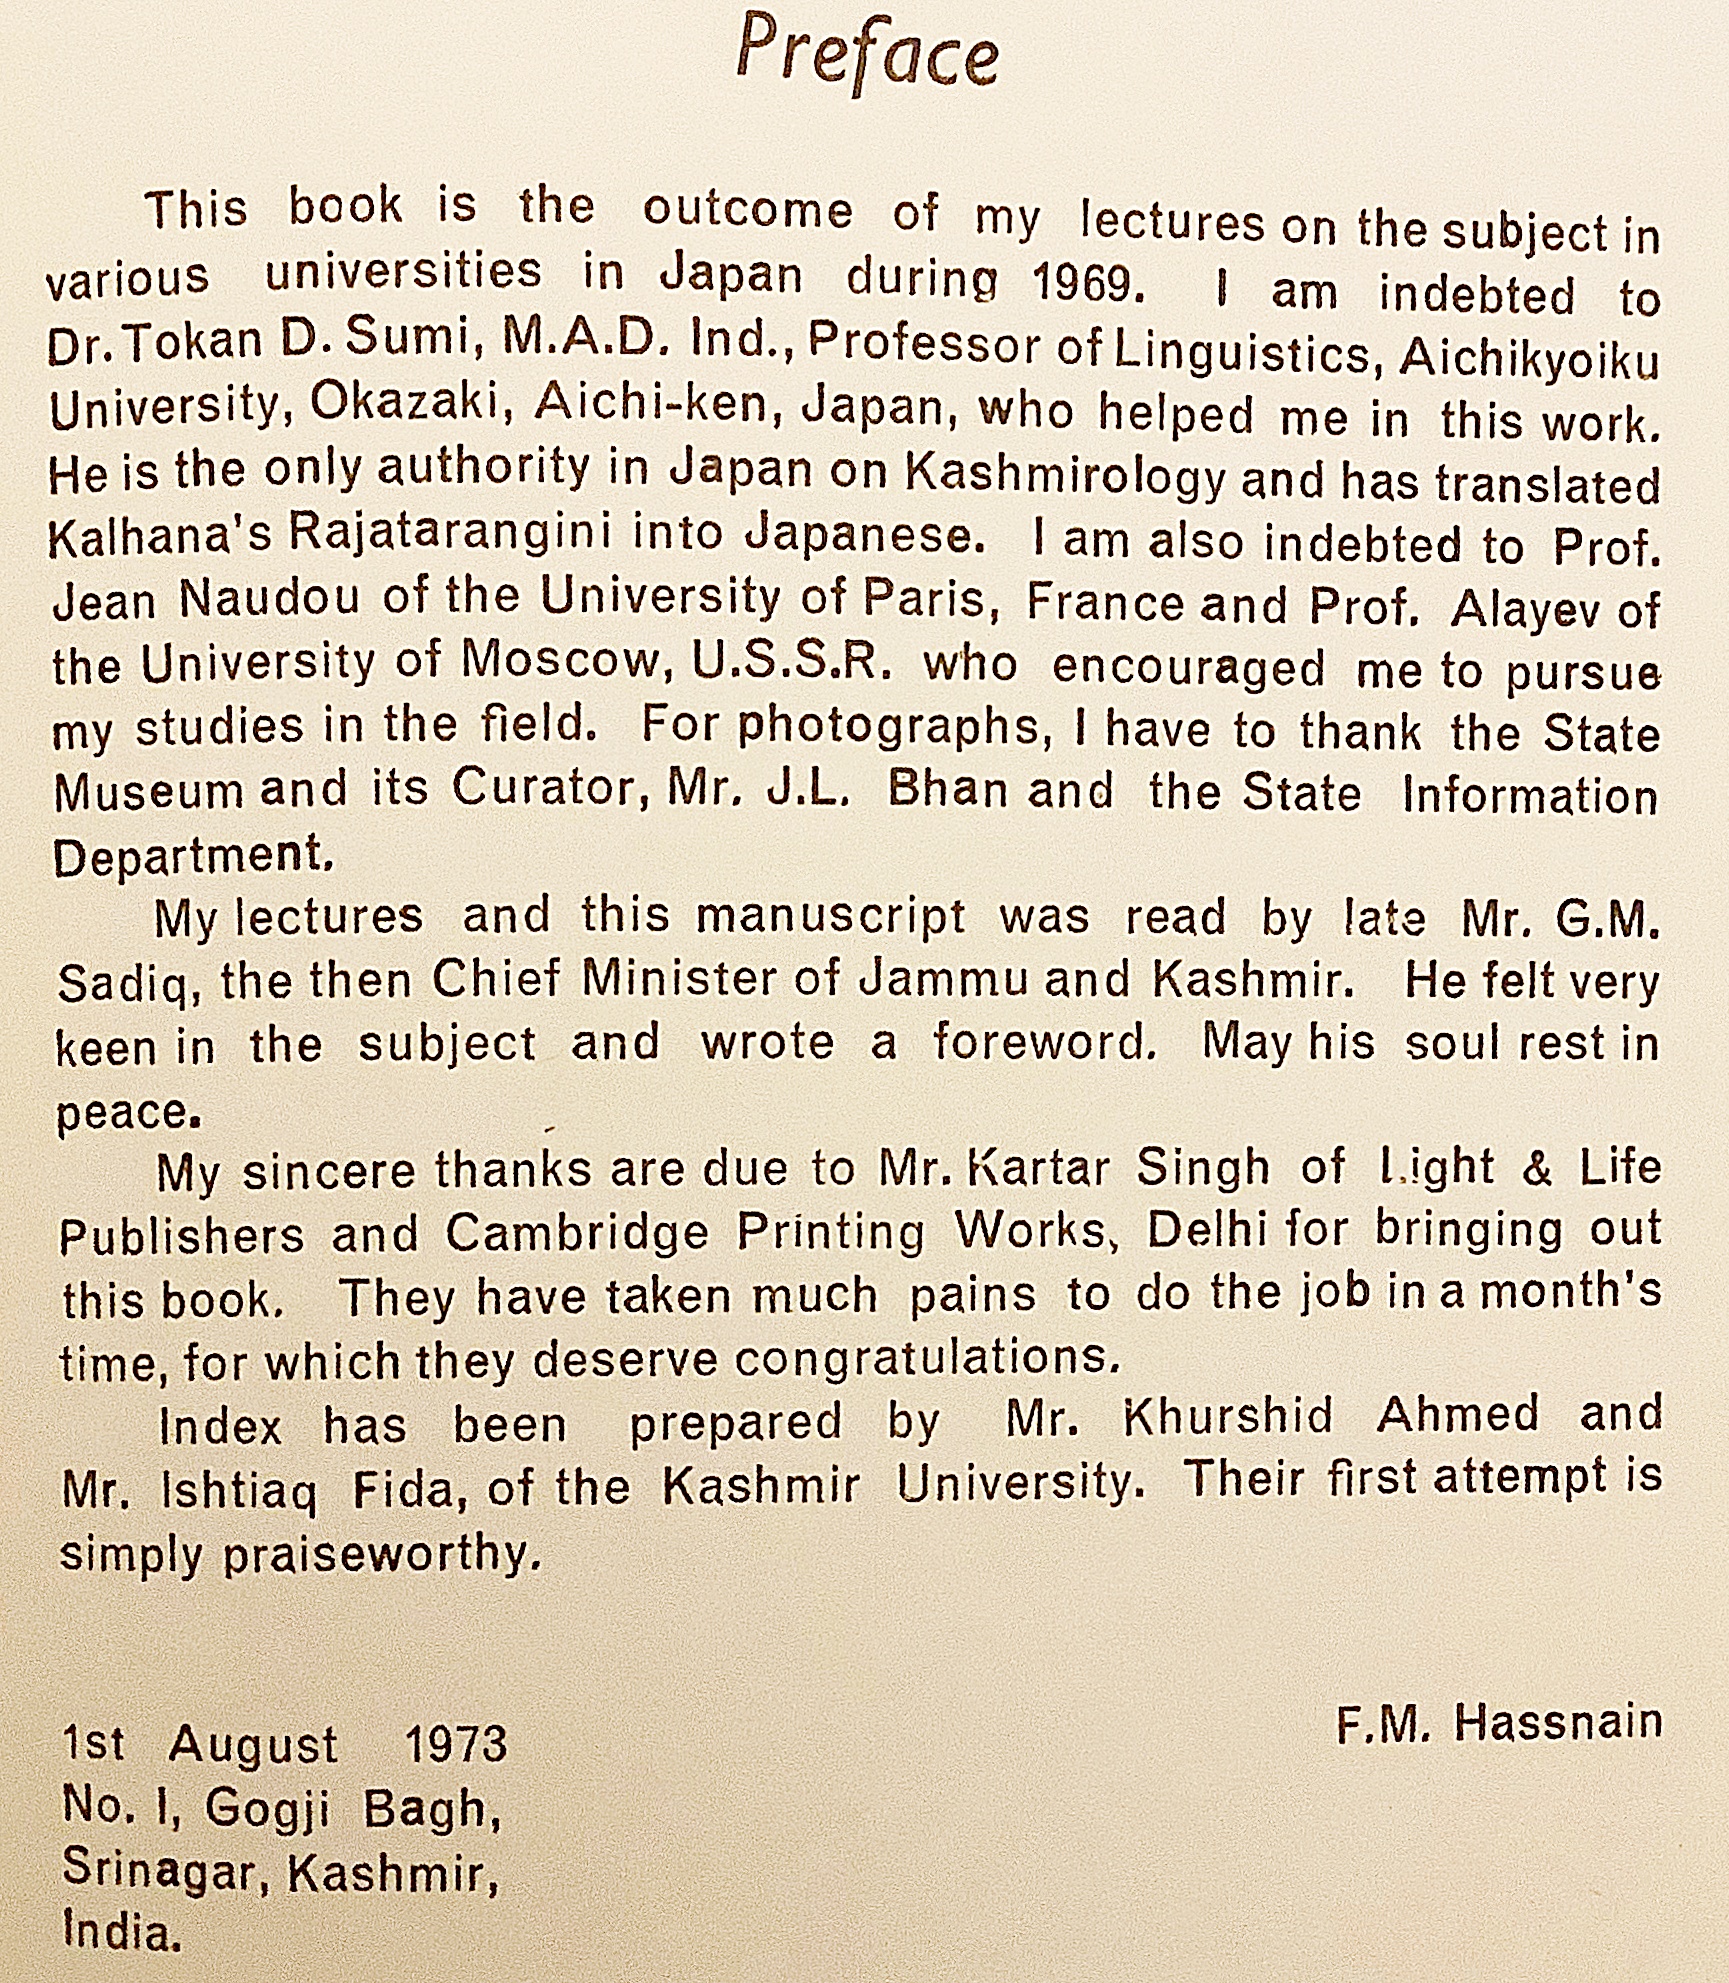 Preface
This book is the outcome of my lectures on the subject in
various universities in Japan during 1969. I am indebted to
Dr. Tokan D. Sumi, M.A.D. Ind., Professor of Linguistics, Aichikyoiku
University, Okazaki, Aichi-ken, Japan, who helped me in this work.
He is the only authority in Japan on Kashmirology and has translated
Kalhana's Rajatarangini into Japanese. I am also indebted to Prof.
Jean Naudou of the University of Paris, France and Prof. Alayev of
the University of Moscow, U.S.S.R. who encouraged me to pursue
my studies in the field. For photographs, I have to thank the State
Museum and its Curator, Mr. J.L. Bhan and the State Information
Department.
My lectures and this manuscript was read by late Mr. G.M.
Sadiq, the then Chief Minister of Jammu and Kashmir. He felt very
keen in the subject and wrote a foreword. May his soul rest in
peace.
My sincere thanks are due to Mr. Kartar Singh of Light & Life
Publishers and Cambridge Printing Works, Delhi for bringing out
this book. They have taken much pains to do the job in a month's
time, for which they deserve congratulations.
Index has been prepared by Mr. Khurshid Ahmed and
Mr. Ishtiaq Fida, of the Kashmir University. Their first attempt is
simply praiseworthy.
F.M. Hassnain
1st August 1973
No. I, Gogji Bagh,
Srinagar, Kashmir,
India.